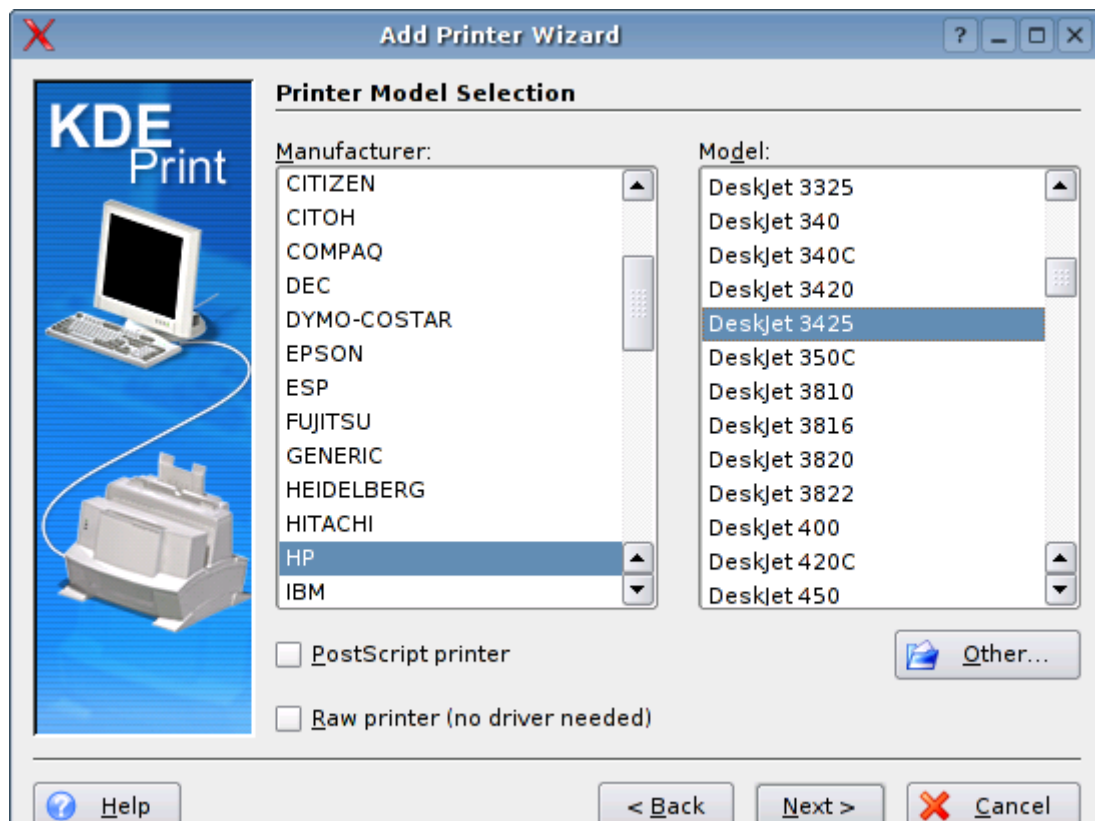 Add Printer Wizard
KDE
Print
Printer Model Selection
Manufacturer:
CITIZEN
CITOH
COMPAQ
DEC
DYMO-COSTAR
EPSON
ESP
FUJITSU
GENERIC
HEIDELBERG
HITACHI
HP
IBM
Model:
DeskJet 3325
DeskJet 340
DeskJet 340C
DeskJet 3420
DeskJet 3425
DeskJet 350C
DeskJet 3810
DeskJet 3816
DeskJet 3820
DeskJet 3822
DeskJet 400
DeskJet 420C
DeskJet 450
PostScript printer
Other...
Raw printer (no driver needed)
Help
< Back
Next >
Cancel